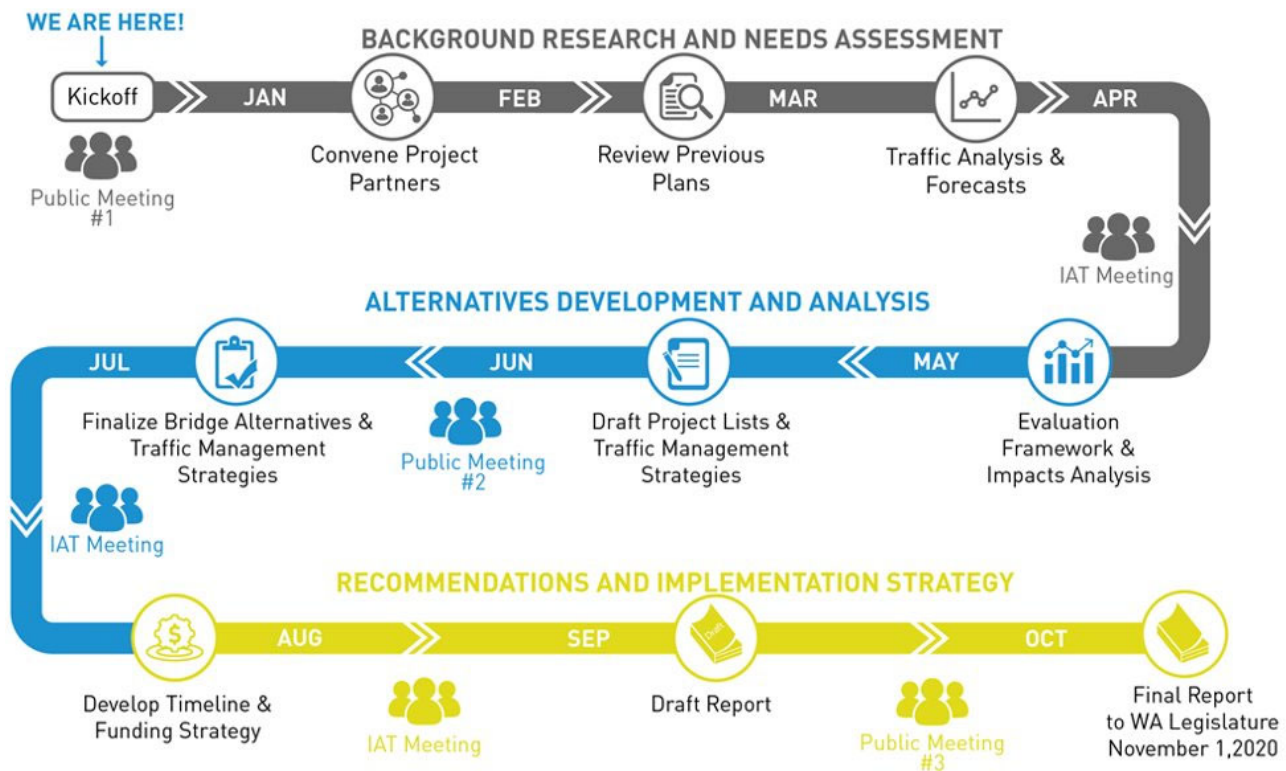 WE ARE HERE!
BACKGROUND RESEARCH AND NEEDS ASSESSMENT
Kickoff
JAN
FEB
MAR
APR
Convene Project
Partners
Review Previous
Plans
Traffic Analysis &
Forecasts
Public Meeting
#1
IAT Meeting
ALTERNATIVES DEVELOPMENT AND ANALYSIS
JUL
JUN
MAY
Finalize Bridge Alternatives &
Traffic Management
Strategies
Public Meeting
#2
Draft Project Lists &
Traffic Management
Strategies
Evaluation
Framework &
Impacts Analysis
IAT Meeting
RECOMMENDATIONS AND IMPLEMENTATION STRATEGY
AUG
SEP
Draft
OCT
Develop Timeline &
Funding Strategy
IAT Meeting
Draft Report
Public Meeting
#3
Final Report
to WA Legislature
November 1,2020